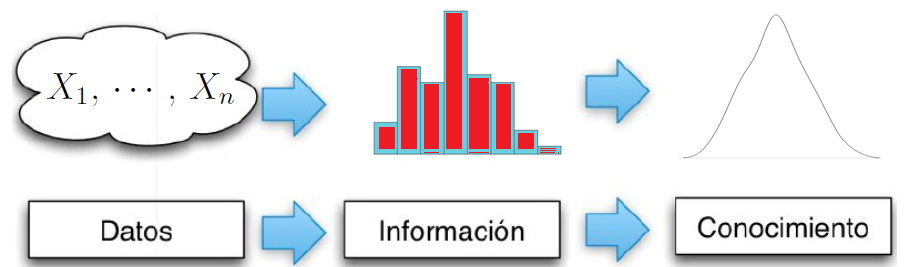 X₁, ⋯ , Xₙ
Datos
Información
Conocimiento